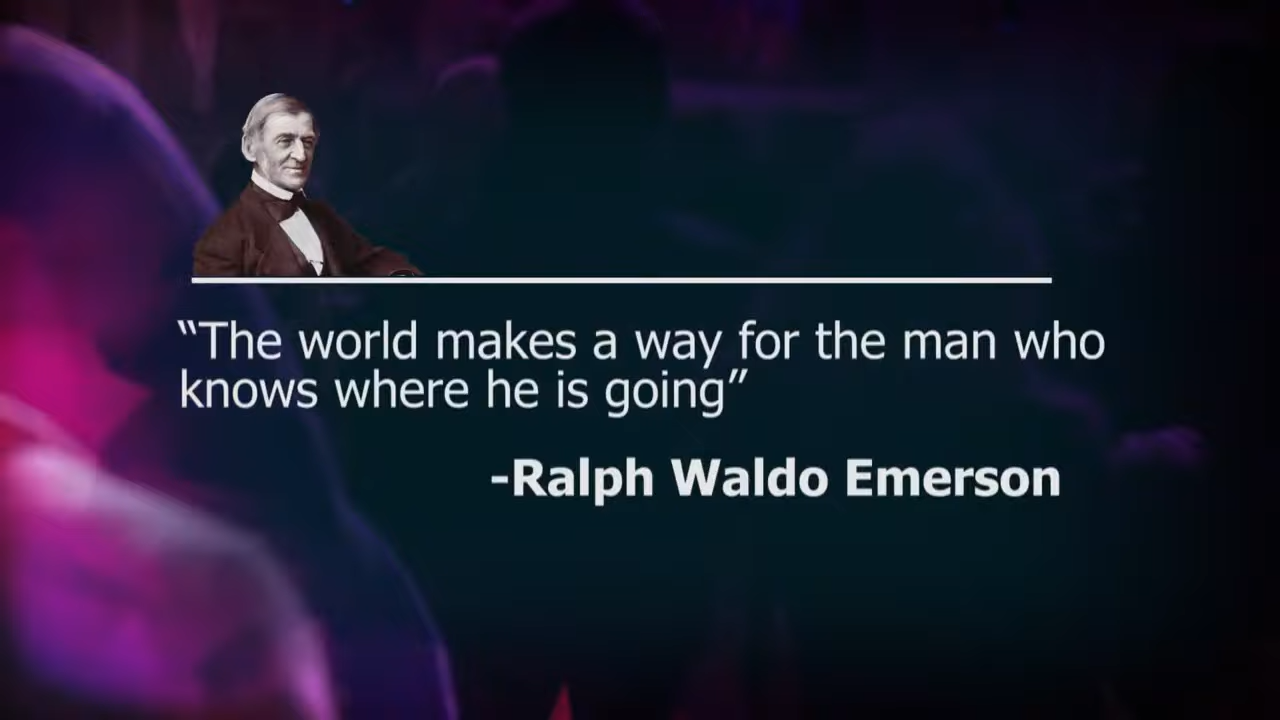 “The world makes a way for the man who
knows where he is going”
-Ralph Waldo Emerson